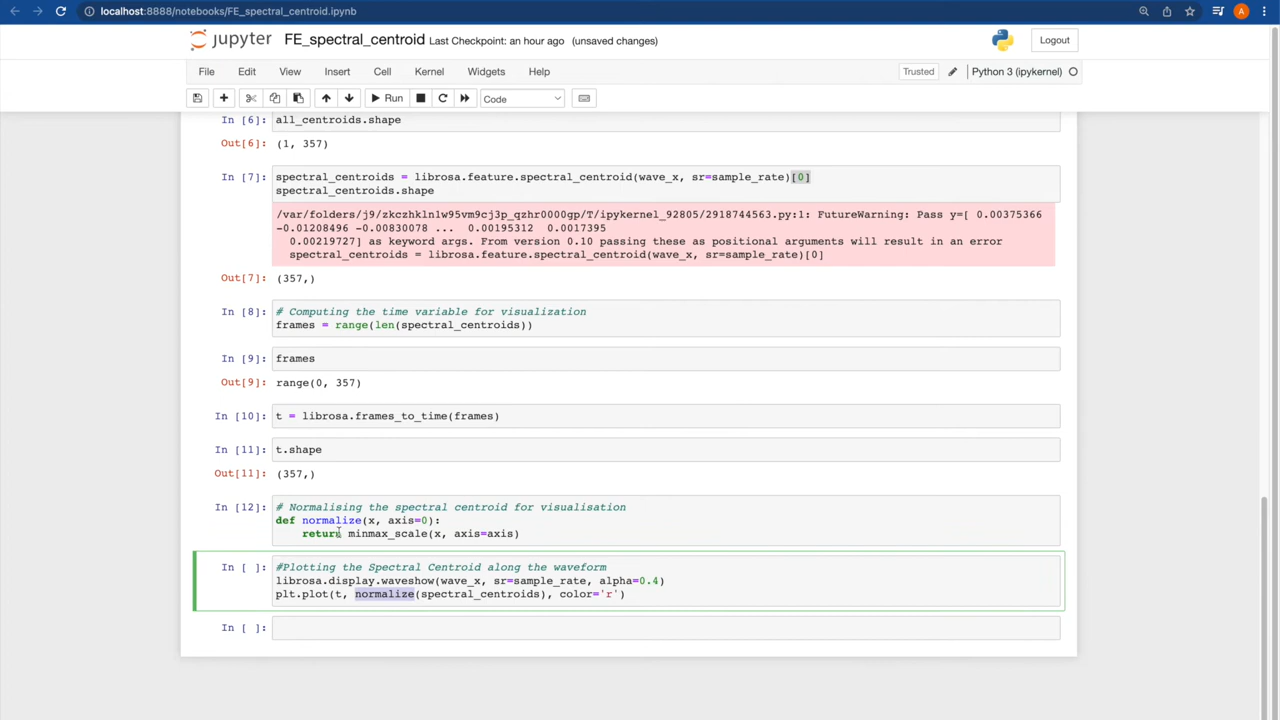 localhost:8888/notebooks/FE_spectral_centroid.ipynb
A
jupyter FE_spectral_centroid Last Checkpoint: an hour ago (unsaved changes)
Logout
File Edit View Insert Cell Kernel Widgets Help
Trusted Python 3 (ipykernel)
Run Code
In [6]: all_centroids.shape
Out[6]: (1, 357)
In [7]: spectral_centroids = librosa.feature.spectral_centroid(wave_x, sr=sample_rate)[0]
spectral_centroids.shape
/var/folders/j9/zkczhkln1w95vm9cj3p_qzhr0000gp/T/ipykernel_92805/2918744563.py:1: FutureWarning: Pass y=[ 0.00375366
-0.01208496 -0.00830078 ... 0.00195312 0.0017395
0.00219727] as keyword args. From version 0.10 passing these as positional arguments will result in an error
spectral_centroids = librosa.feature.spectral_centroid(wave_x, sr=sample_rate)[0]
Out[7]: (357,)
In [8]: # Computing the time variable for visualization
frames = range(len(spectral_centroids))
In [9]: frames
Out[9]: range(0, 357)
In [10]: t = librosa.frames_to_time(frames)
In [11]: t.shape
Out[11]: (357,)
In [12]: # Normalising the spectral centroid for visualisation
def normalize(x, axis=0):
return minmax_scale(x, axis=axis)
In [ ]: #Plotting the Spectral Centroid along the waveform
librosa.display.waveshow(wave_x, sr=sample_rate, alpha=0.4)
plt.plot(t, normalize(spectral_centroids), color='r')
In [ ]: